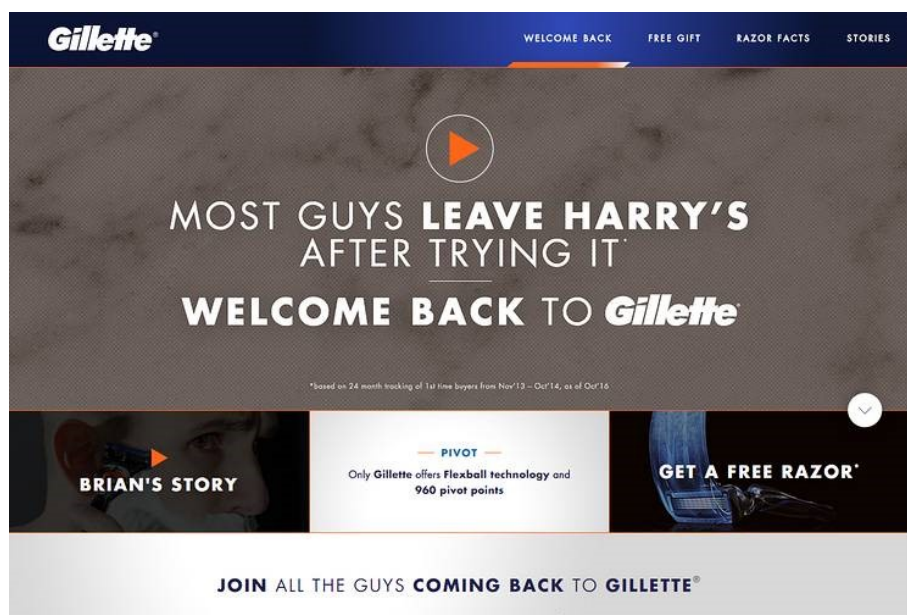 Gillette®
WELCOME BACK
FREE GIFT
RAZOR FACTS
STORIES
MOST GUYS LEAVE HARRY'S
AFTER TRYING IT*
WELCOME BACK TO Gillette®
*based on 24 month tracking of 1st time buyers from Nov'13 – Oct'14, as of Oct'16
BRIAN'S STORY
PIVOT
Only Gillette offers Flexball technology and
960 pivot points
GET A FREE RAZOR*
JOIN ALL THE GUYS COMING BACK TO GILLETTE®